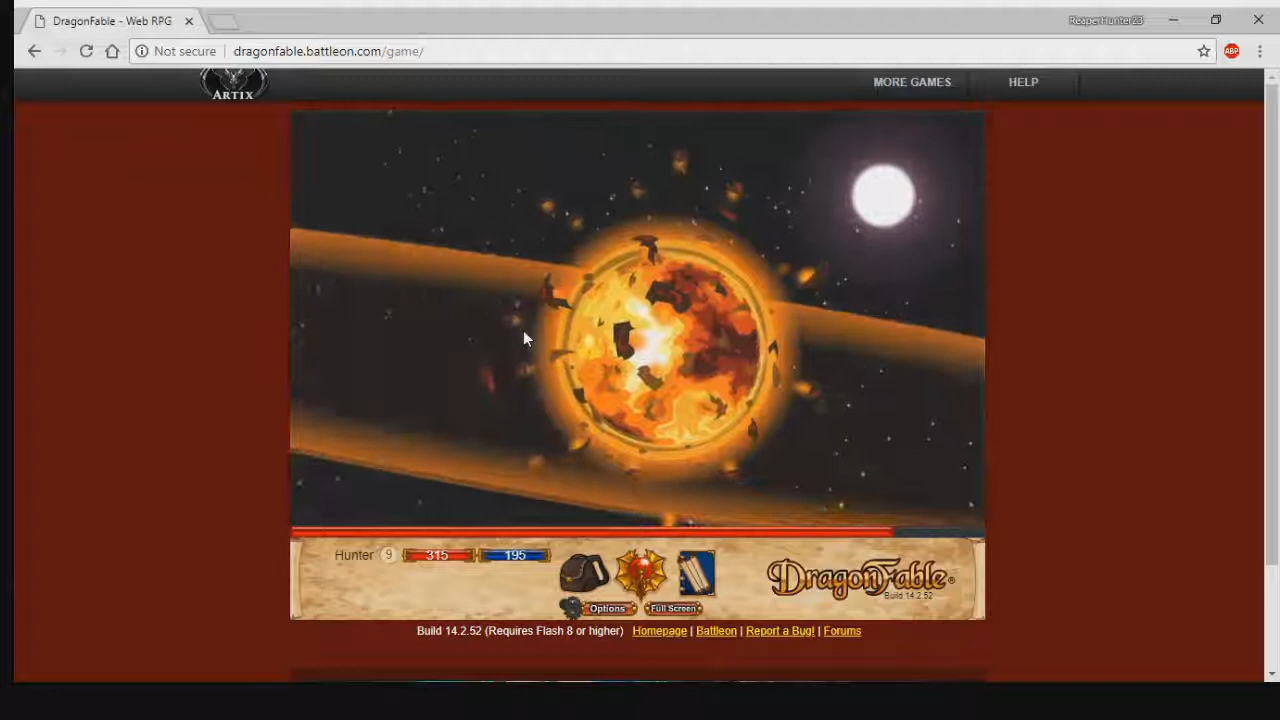 DragonFable - Web RPG
ReaperHunter23
Not secure
dragonfable.battleon.com/game/
ABP
ARTIX
MORE GAMES
HELP
Hunter 9 315 195
DragonFable
Build 14.2.52
Options Full Screen
Build 14.2.52 (Requires Flash 8 or higher) Homepage | Battleon | Report a Bug! | Forums